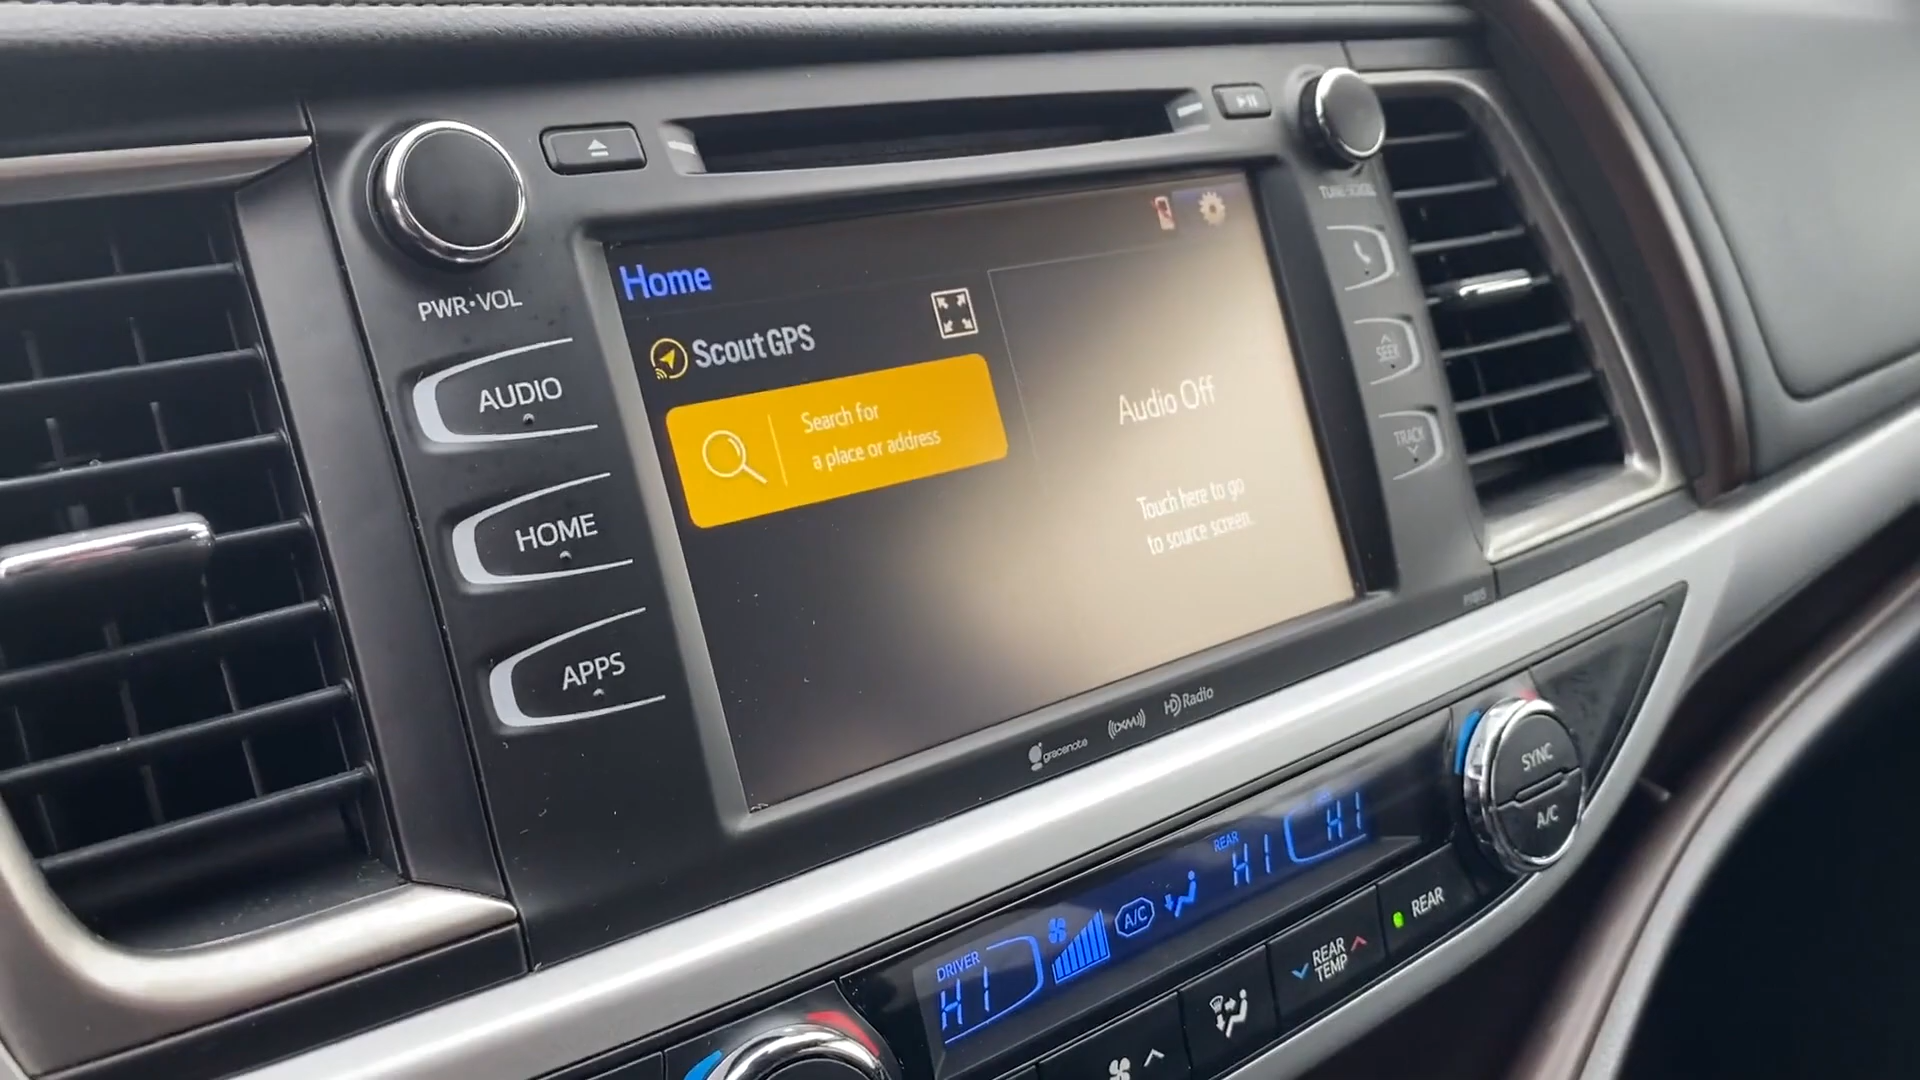 PWR•VOL
TUNE•SCROLL
AUDIO
HOME
APPS
Home
Scout GPS
Search for
a place or address
Audio Off
Touch here to go
to source screen.
SEEK
TRACK
gracenote
((XM))
HD Radio
SYNC
A/C
DRIVER
HI
A/C
REAR
HI
HI
REAR
TEMP
REAR